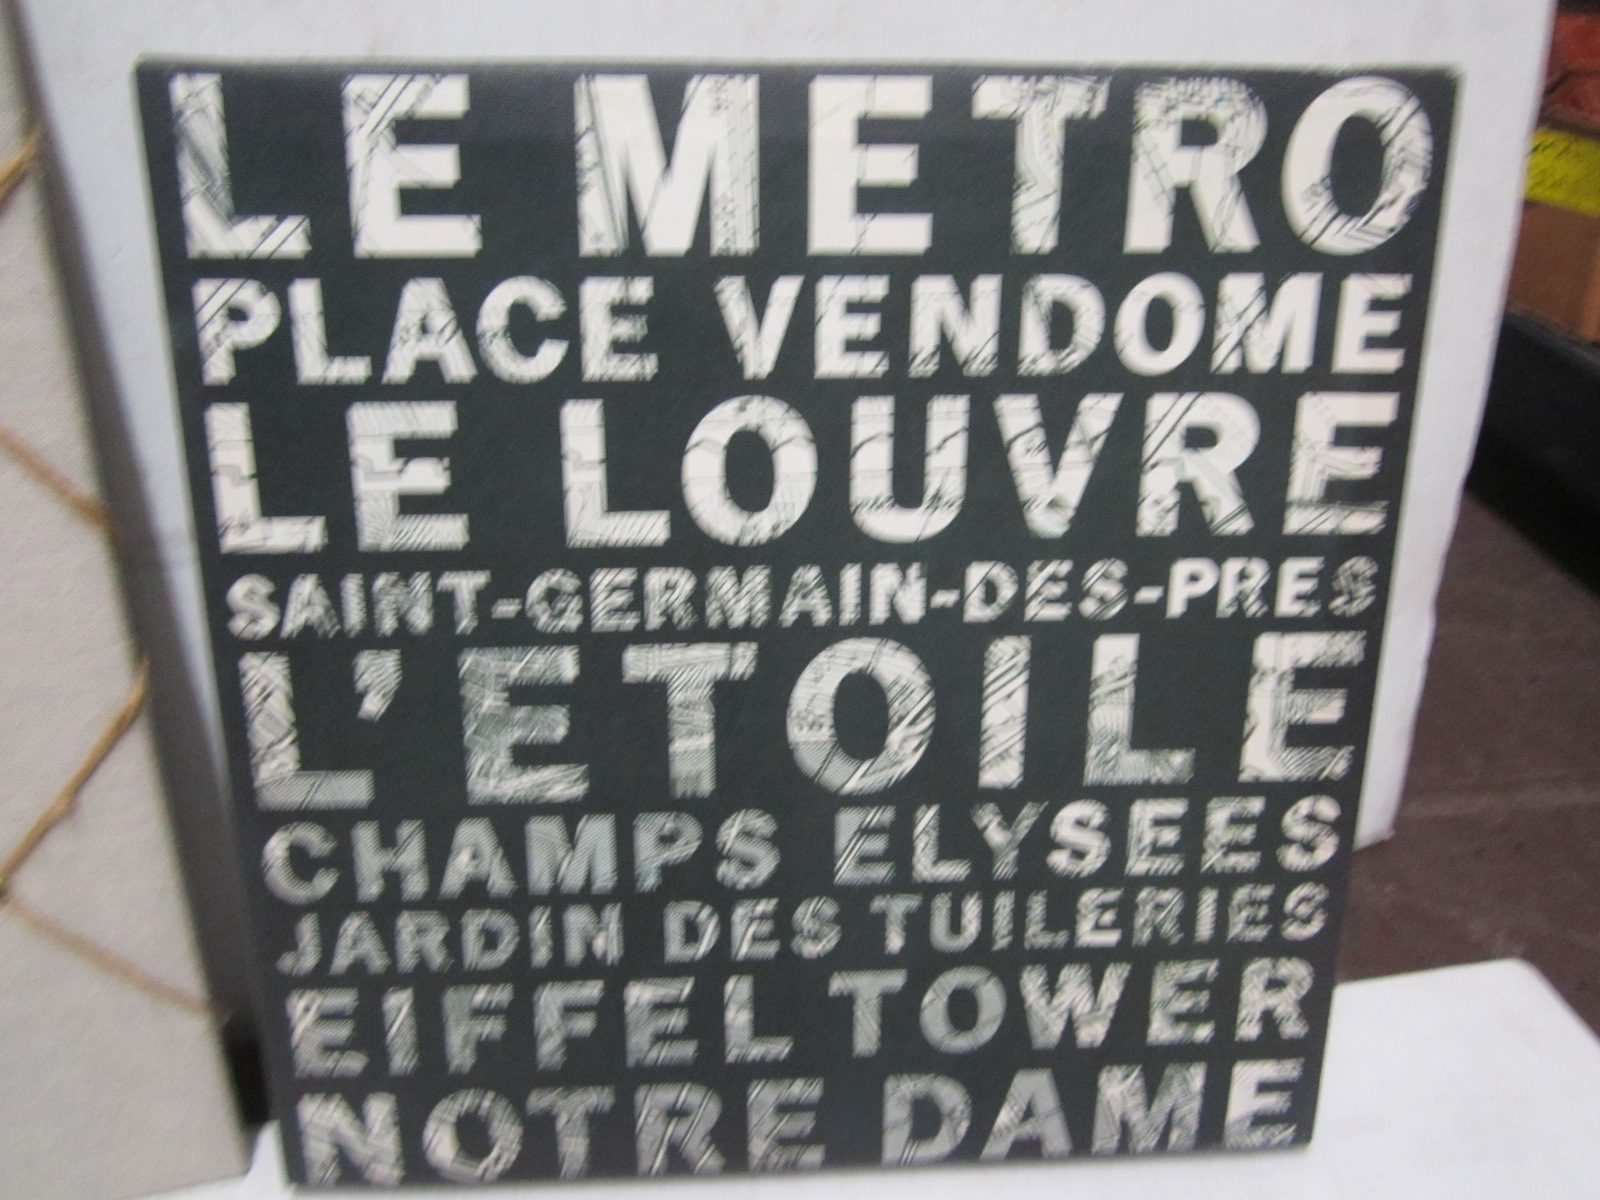 LE METRO
PLACE VENDOME
LE LOUVRE
SAINT-GERMAIN-DES-PRES
L'ETOILE
CHAMPS ELYSEES
JARDIN DES TUILERIES
EIFFEL TOWER
NOTRE DAME